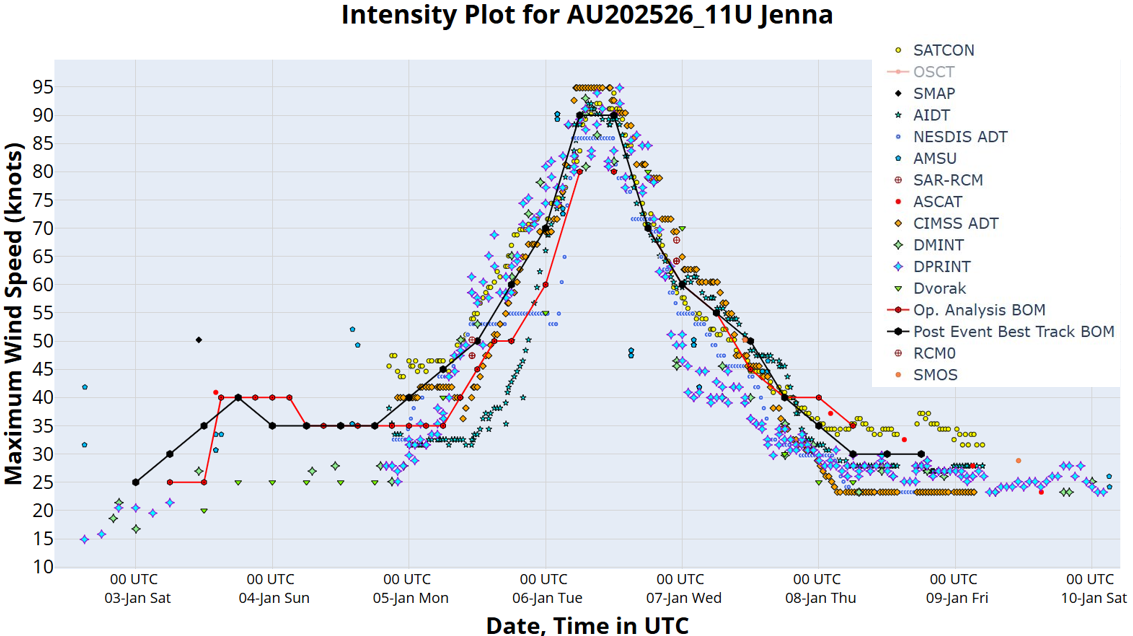 Intensity Plot for AU202526_11U Jenna
SATCON
OSCT
SMAP
AIDT
NESDIS ADT
AMSU
SAR-RCM
ASCAT
CIMSS ADT
DMINT
DPRINT
Dvorak
Op. Analysis BOM
Post Event Best Track BOM
RCM0
SMOS
Maximum Wind Speed (knots)
95
90
85
80
75
70
65
60
55
50
45
40
35
30
25
20
15
10
00 UTC 00 UTC 00 UTC 00 UTC 00 UTC 00 UTC 00 UTC 00 UTC
03-Jan Sat 04-Jan Sun 05-Jan Mon 06-Jan Tue 07-Jan Wed 08-Jan Thu 09-Jan Fri 10-Jan Sat
Date, Time in UTC